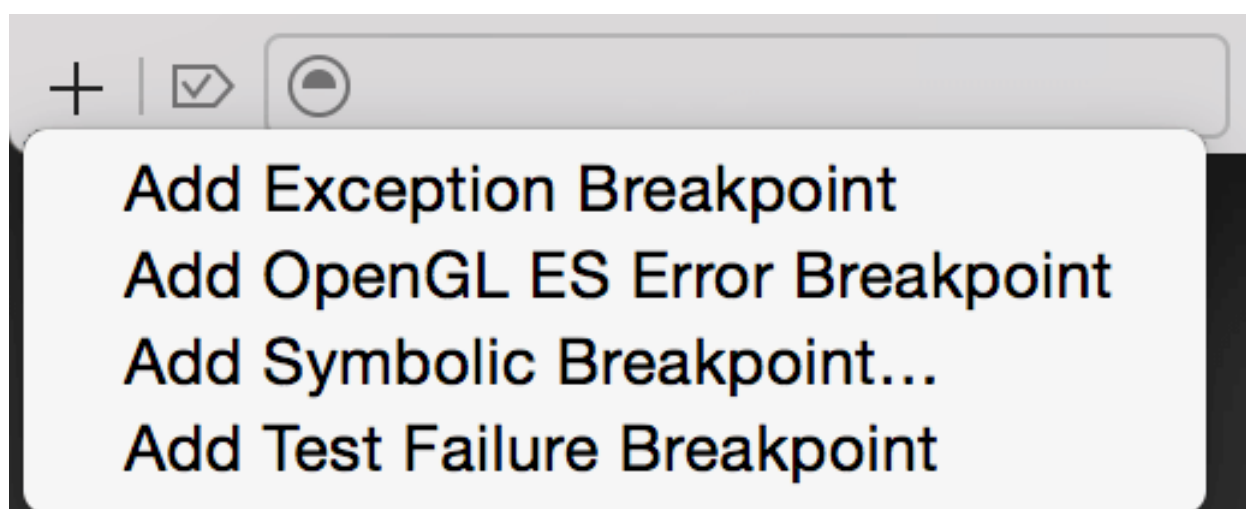 Add Exception Breakpoint
Add OpenGL ES Error Breakpoint
Add Symbolic Breakpoint...
Add Test Failure Breakpoint